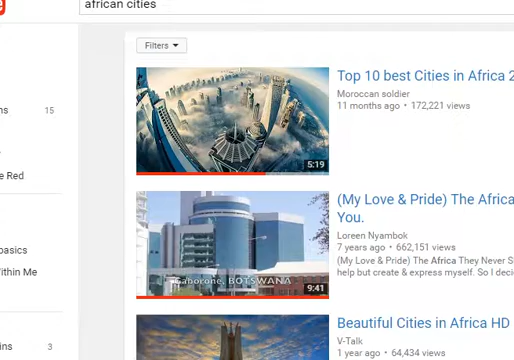 african cities
Filters
15
e Red
basics
Within Me
ins 3
5:19
Top 10 best Cities in Africa 2
Moroccan soldier
11 months ago • 172,221 views
Gaborone, BOTSWANA
9:41
(My Love & Pride) The Africa
You.
Loreen Nyambok
7 years ago • 662,151 views
(My Love & Pride) The Africa They Never S
help but create & express myself. So I deci
Beautiful Cities in Africa HD
V-Talk
1 year ago • 64,434 views